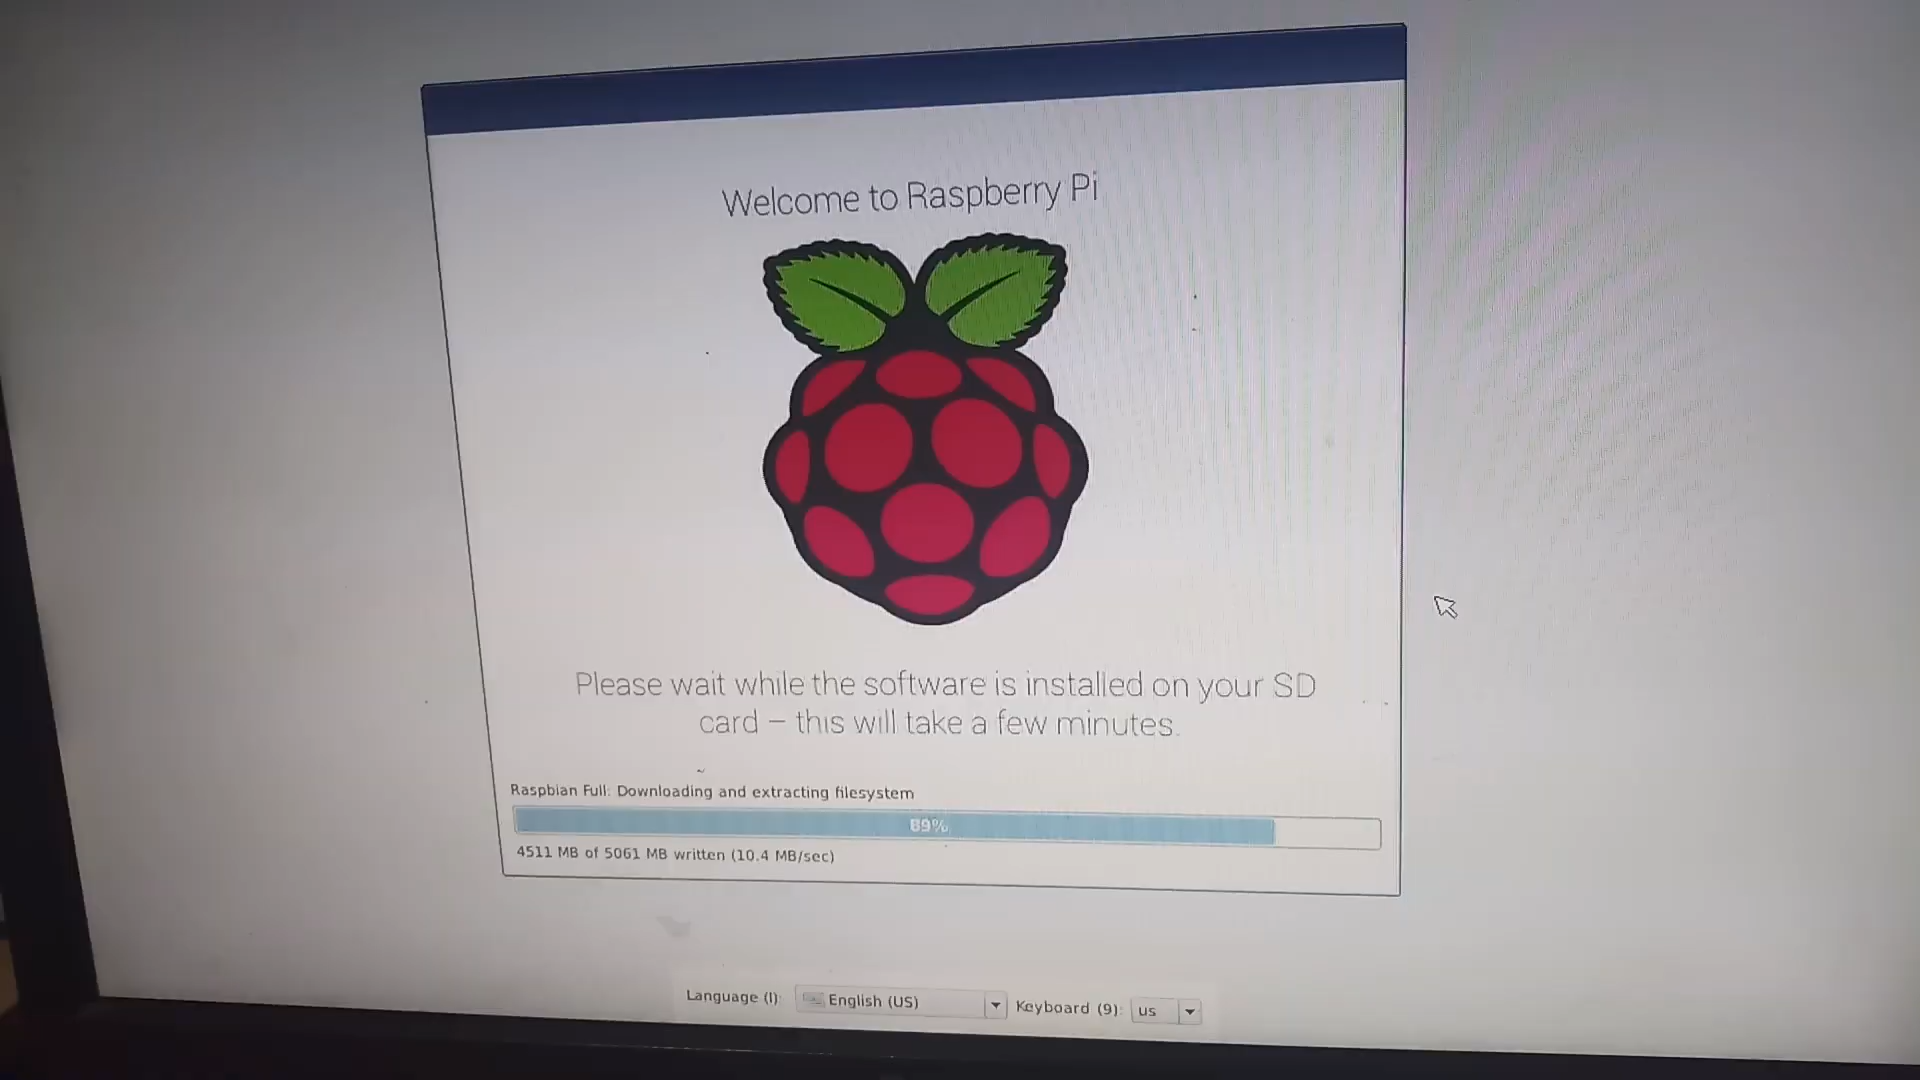 Welcome to Raspberry Pi
Please wait while the software is installed on your SD
card – this will take a few minutes.
Raspbian Full: Downloading and extracting filesystem
89%
4511 MB of 5061 MB written (10.4 MB/sec)
Language (l): English (US) Keyboard (9): us